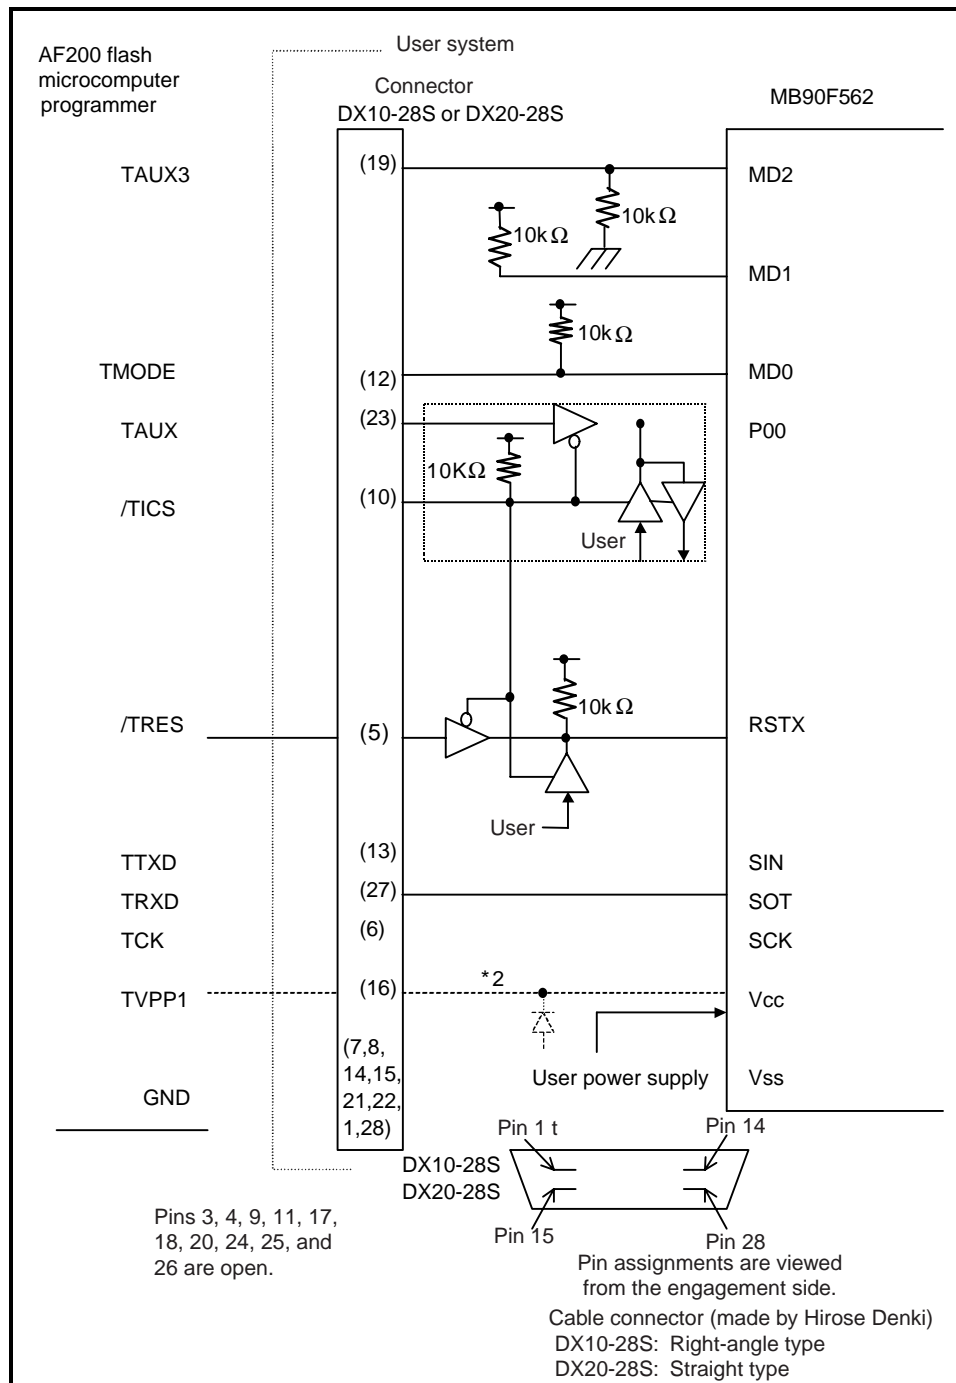 AF200 flash
microcomputer
programmer
User system
Connector
DX10-28S or DX20-28S
MB90F562
TAUX3
(19)
MD2
10kΩ
10kΩ
MD1
10kΩ
TMODE
(12)
MD0
TAUX
(23)
P00
10KΩ
/TICS
(10)
User
10kΩ
/TRES
(5)
RSTX
User
TTXD
(13)
SIN
TRXD
(27)
SOT
TCK
(6)
SCK
TVPP1
(16)
*2
Vcc
(7,8,
14,15,
21,22,
1,28)
User power supply
Vss
GND
Pin 1 t
Pin 14
DX10-28S
DX20-28S
Pin 15
Pin 28
Pins 3, 4, 9, 11, 17,
18, 20, 24, 25, and
26 are open.
Pin assignments are viewed
from the engagement side.
Cable connector (made by Hirose Denki)
DX10-28S: Right-angle type
DX20-28S: Straight type